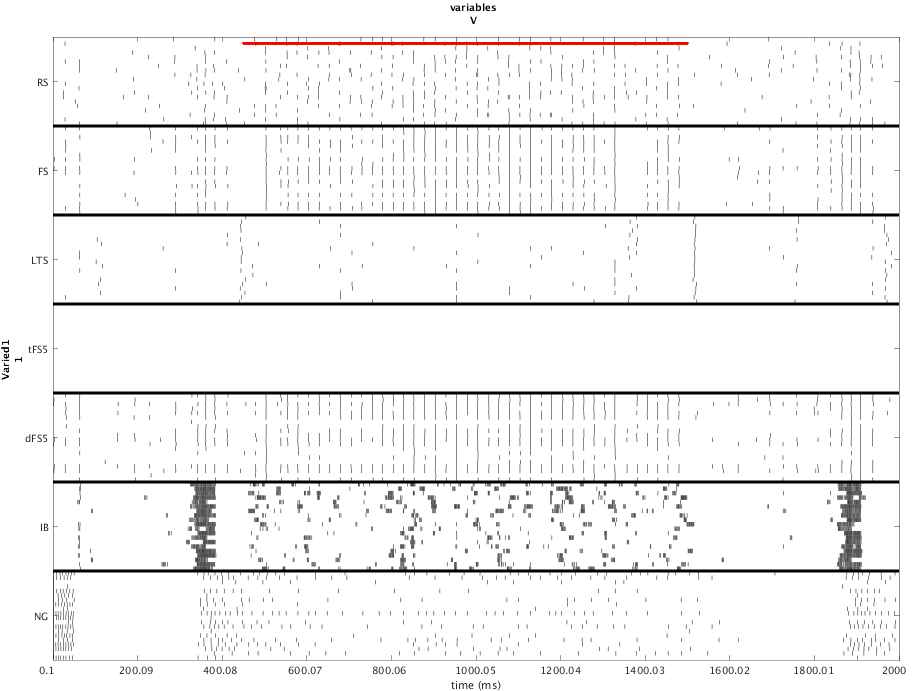 variables
V
RS
FS
LTS
Varied1
1
tFS5
dFS5
IB
NG
0.1 200.09 400.08 600.07 800.06 1000.05 1200.04 1400.03 1600.02 1800.01 2000
time (ms)